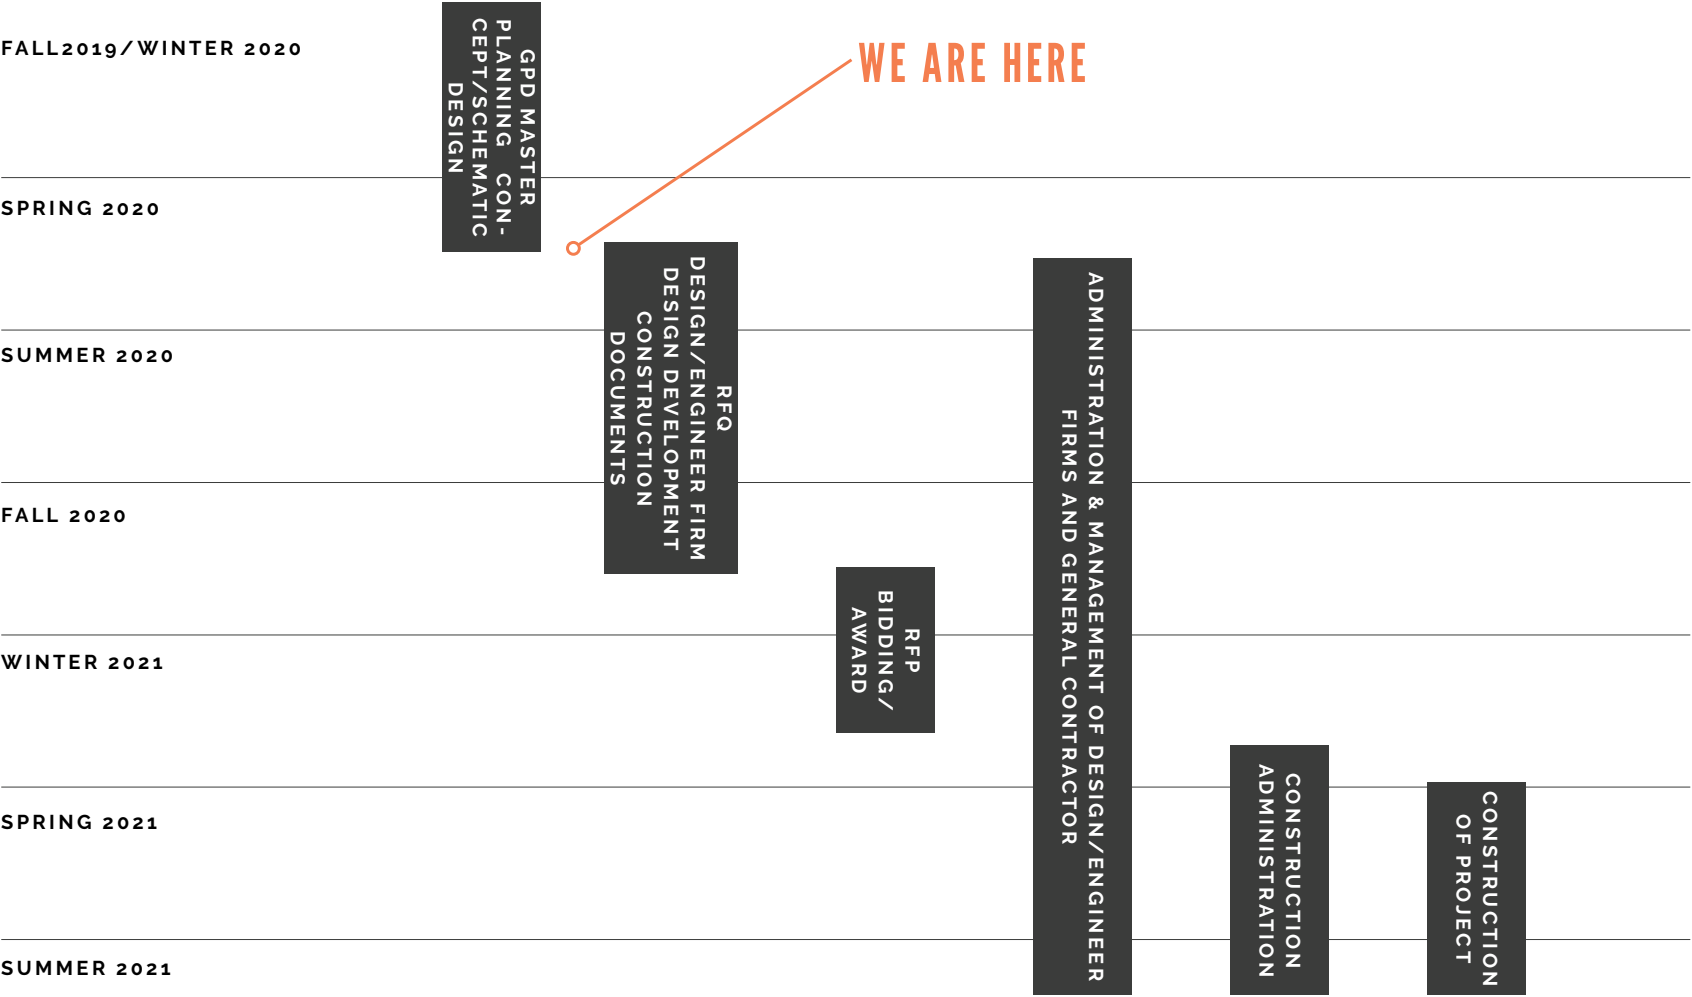 FALL2019/WINTER 2020
SPRING 2020
SUMMER 2020
FALL 2020
WINTER 2021
SPRING 2021
SUMMER 2021
GPD MASTER
PLANNING CON-
CEPT/SCHEMATIC
DESIGN
WE ARE HERE
RFQ
DESIGN/ENGINEER FIRM
DESIGN DEVELOPMENT
CONSTRUCTION
DOCUMENTS
RFP
BIDDING/
AWARD
ADMINISTRATION & MANAGEMENT OF DESIGN/ENGINEER
FIRMS AND GENERAL CONTRACTOR
CONSTRUCTION
ADMINISTRATION
CONSTRUCTION
OF PROJECT